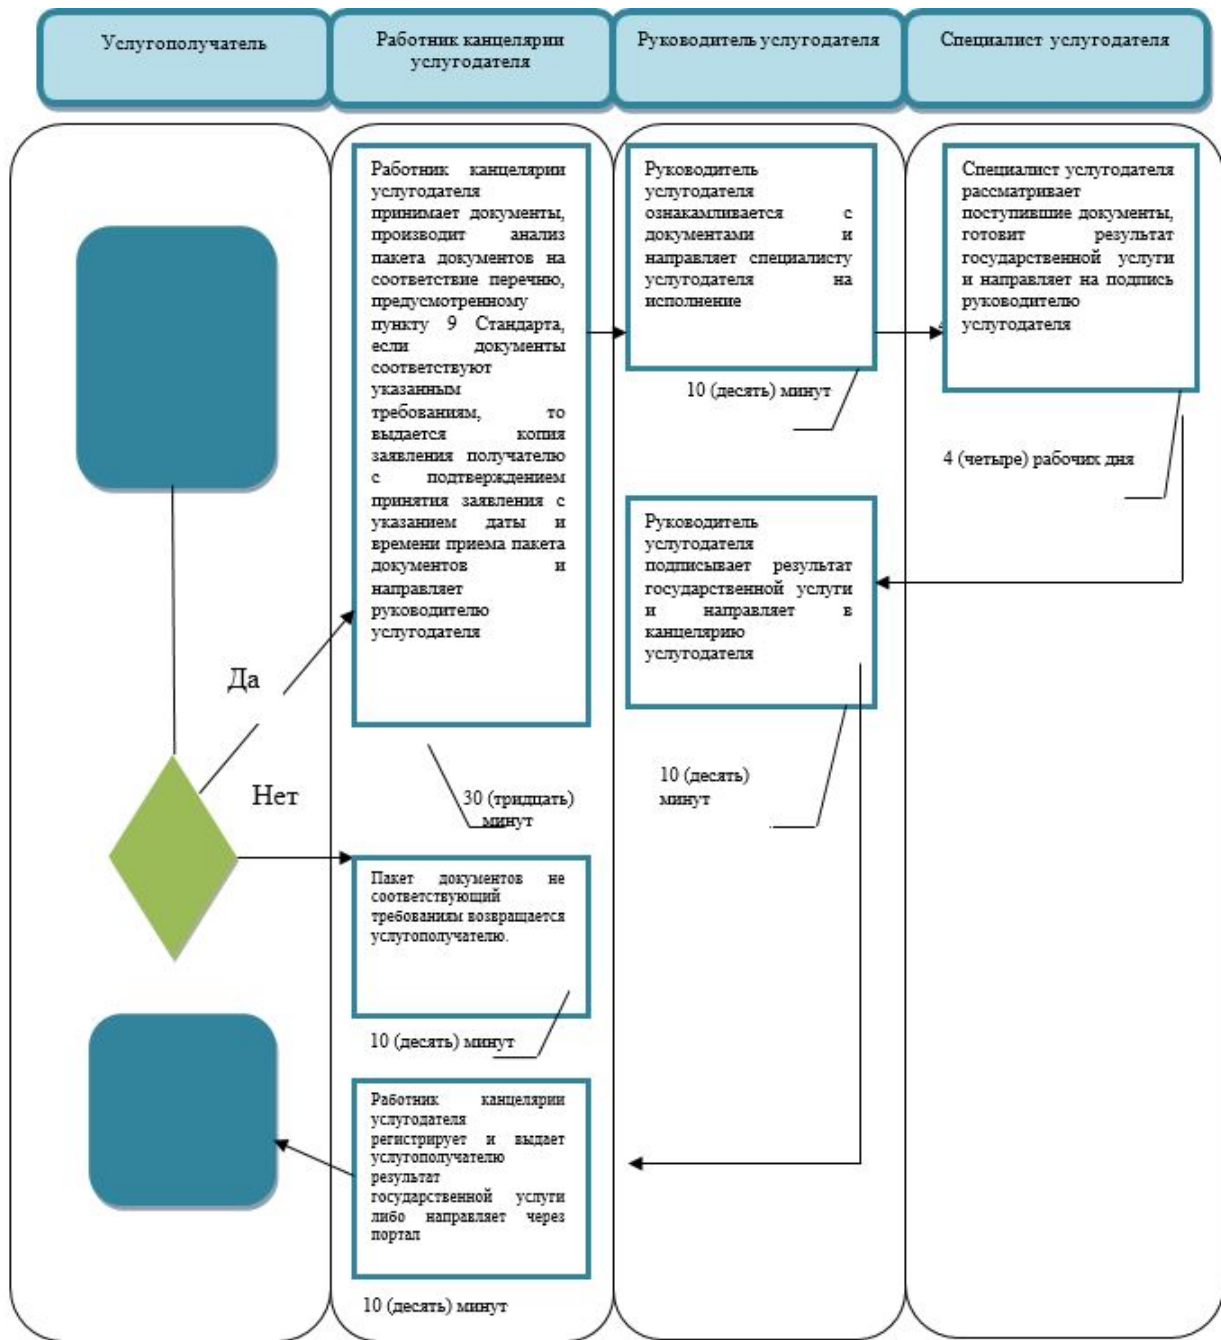 Услугополучатель
Работник канцелярии
услугодателя
Руководитель услугодателя
Специалист услугодателя
Работник канцелярии
услугодателя
принимает документы,
производит анализ
пакета документов на
соответствие перечню,
предусмотренному
пункту 9 Стандарта,
если документы
соответствуют
указанным
требованиям, то
выдается копия
заявления получателю
с подтверждением
принятия заявления с
указанием даты и
времени приема пакета
документов и
направляет
руководителю
услугодателя
30 (тридцать)
минут
Руководитель
услугодателя
ознакамливается с
документами и
направляет специалисту
услугодателя на
исполнение
10 (десять) минут
Специалист услугодателя
рассматривает
поступившие документы,
готовит результат
государственной услуги
и направляет на подпись
руководителю
услугодателя
4 (четыре) рабочих дня
Руководитель
услугодателя
подписывает результат
государственной услуги
и направляет в
канцелярию
услугодателя
10 (десять)
минут
Да
Нет
Пакет документов не
соответствующий
требованиям возвращается
услугополучателю.
10 (десять) минут
Работник канцелярии
услугодателя
регистрирует и выдает
услугополучателю
результат
государственной услуги
либо направляет через
портал
10 (десять) минут